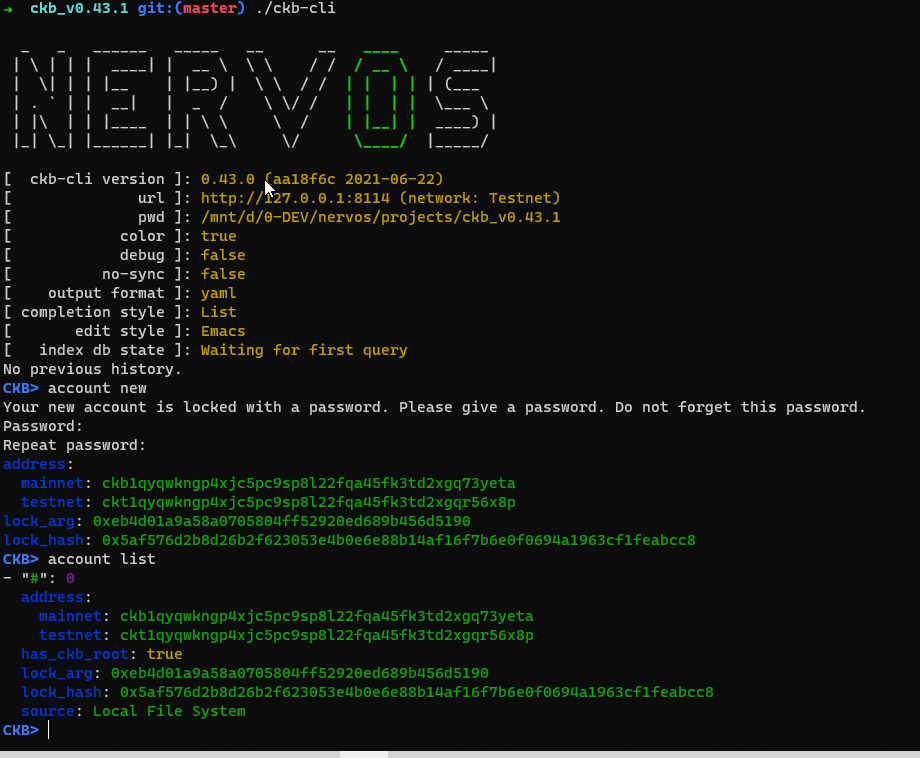 → ckb_v0.43.1 git:(master) ./ckb-cli
NERVOS
[  ckb-cli version ]: 0.43.0 (aa18f6c 2021-06-22)
[              url ]: http://127.0.0.1:8114 (network: Testnet)
[              pwd ]: /mnt/d/0-DEV/nervos/projects/ckb_v0.43.1
[            color ]: true
[            debug ]: false
[          no-sync ]: false
[    output format ]: yaml
[ completion style ]: List
[       edit style ]: Emacs
[   index db state ]: Waiting for first query
No previous history.
CKB> account new
Your new account is locked with a password. Please give a password. Do not forget this password.
Password:
Repeat password:
address:
  mainnet: ckb1qyqwkngp4xjc5pc9sp8l22fqa45fk3td2xgq73yeta
  testnet: ckt1qyqwkngp4xjc5pc9sp8l22fqa45fk3td2xgqr56x8p
lock_arg: 0xeb4d01a9a58a0705804ff52920ed689b456d5190
lock_hash: 0x5af576d2b8d26b2f623053e4b0e6e88b14af16f7b6e0f0694a1963cf1feabcc8
CKB> account list
- "#": 0
  address:
    mainnet: ckb1qyqwkngp4xjc5pc9sp8l22fqa45fk3td2xgq73yeta
    testnet: ckt1qyqwkngp4xjc5pc9sp8l22fqa45fk3td2xgqr56x8p
  has_ckb_root: true
  lock_arg: 0xeb4d01a9a58a0705804ff52920ed689b456d5190
  lock_hash: 0x5af576d2b8d26b2f623053e4b0e6e88b14af16f7b6e0f0694a1963cf1feabcc8
  source: Local File System
CKB>